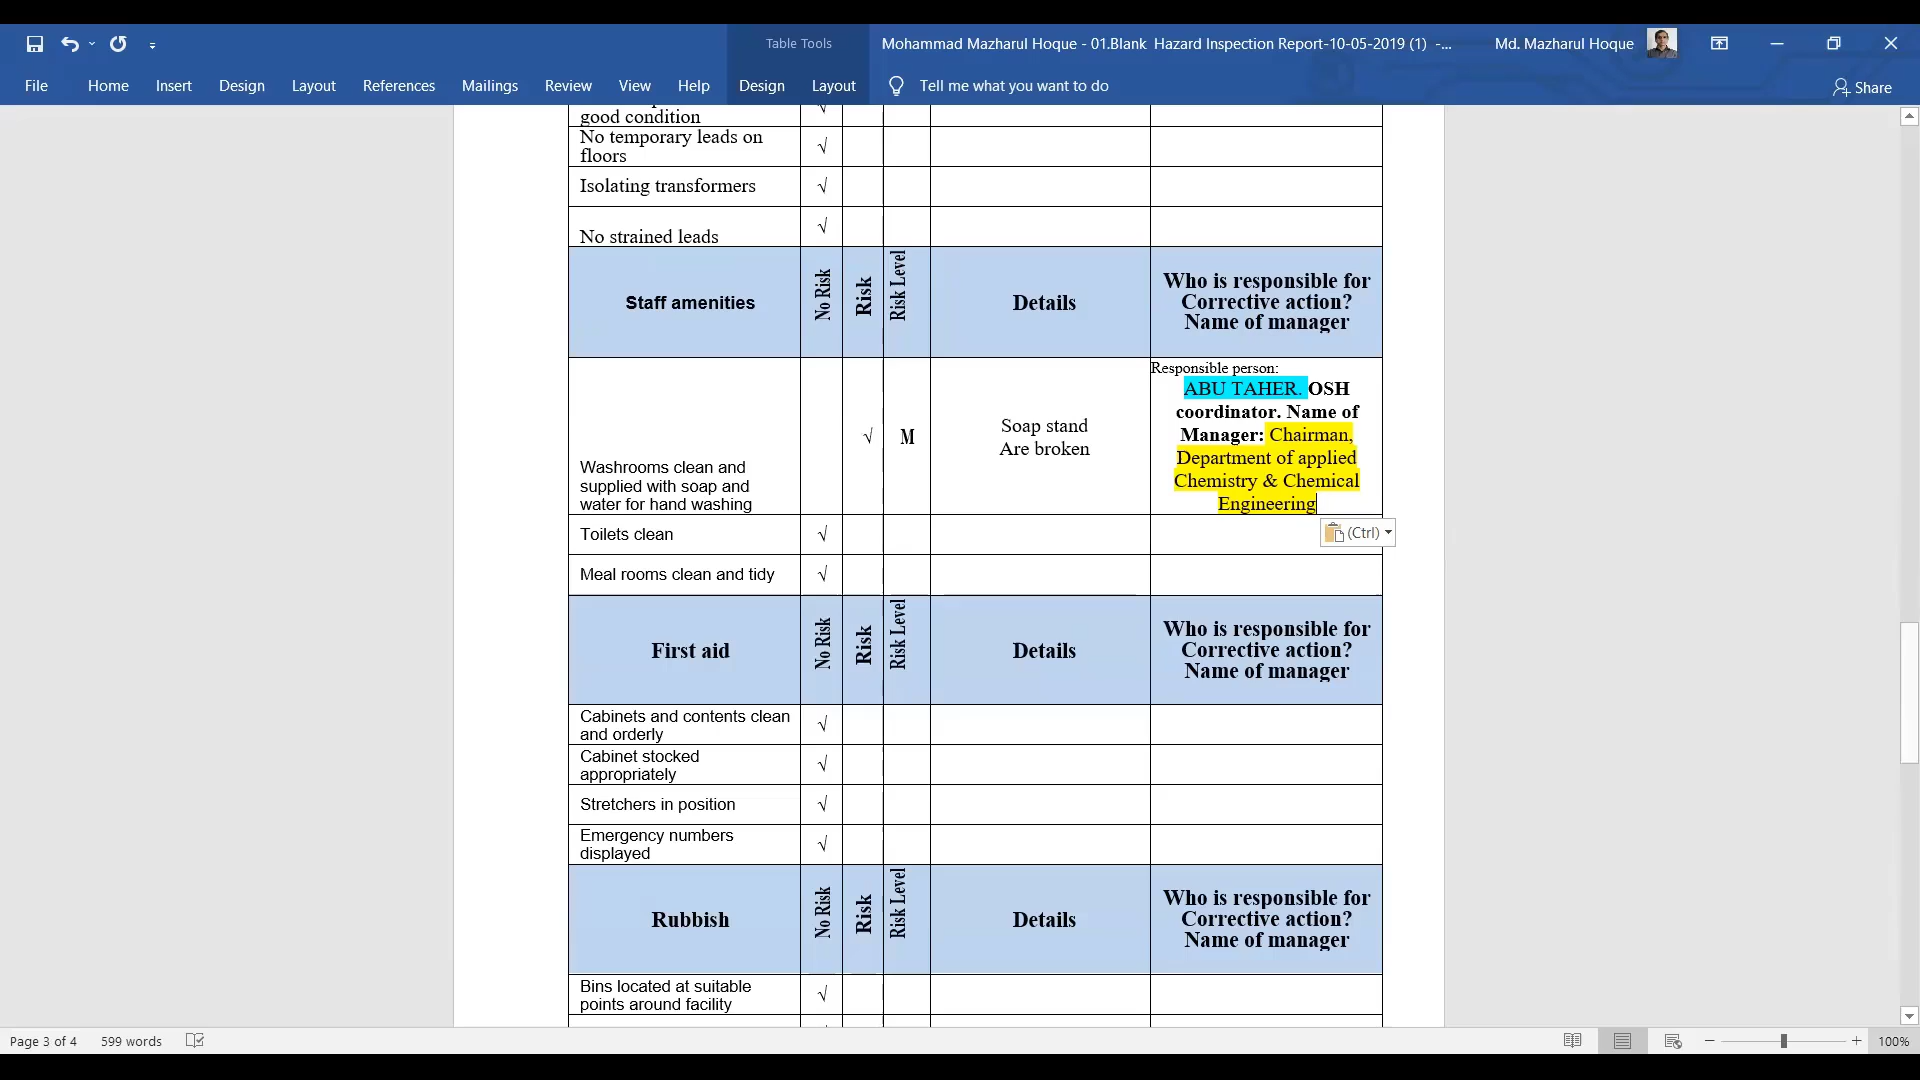 Table Tools
Mohammad Mazharul Hoque - 01.Blank Hazard Inspection Report-10-05-2019 (1) -...
Md. Mazharul Hoque
File
Home
Insert
Design
Layout
References
Mailings
Review
View
Help
Design
Layout
Tell me what you want to do
Share
good condition
√
No temporary leads on
floors
√
Isolating transformers
√
No strained leads
√
Staff amenities
No Risk
Risk
Risk Level
Details
Who is responsible for
Corrective action?
Name of manager
Washrooms clean and
supplied with soap and
water for hand washing
√
M
Soap stand
Are broken
Responsible person:
ABU TAHER. OSH
coordinator. Name of
Manager: Chairman,
Department of applied
Chemistry & Chemical
Engineering
(Ctrl)
Toilets clean
√
Meal rooms clean and tidy
√
First aid
No Risk
Risk
Risk Level
Details
Who is responsible for
Corrective action?
Name of manager
Cabinets and contents clean
and orderly
√
Cabinet stocked
appropriately
√
Stretchers in position
√
Emergency numbers
displayed
√
Rubbish
No Risk
Risk
Risk Level
Details
Who is responsible for
Corrective action?
Name of manager
Bins located at suitable
points around facility
√
Page 3 of 4
599 words
100%